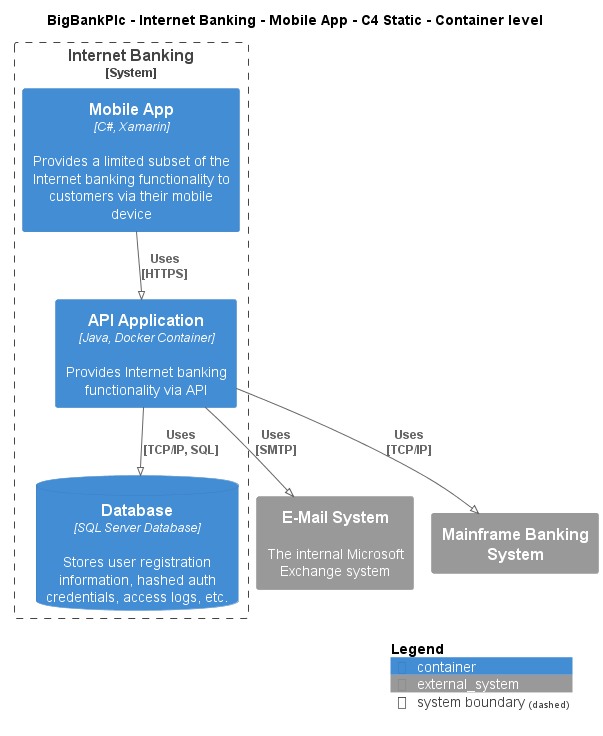 BigBankPlc - Internet Banking - Mobile App - C4 Static - Container level
Internet Banking
[System]
Mobile App
[C#, Xamarin]
Provides a limited subset of the
Internet banking functionality to
customers via their mobile
device
Uses
[HTTPS]
API Application
[Java, Docker Container]
Provides Internet banking
functionality via API
Uses
[TCP/IP, SQL]
Uses
[SMTP]
Uses
[TCP/IP]
Database
[SQL Server Database]
Stores user registration
information, hashed auth
credentials, access logs, etc.
E-Mail System
The internal Microsoft
Exchange system
Mainframe Banking
System
Legend
container
external_system
system boundary (dashed)